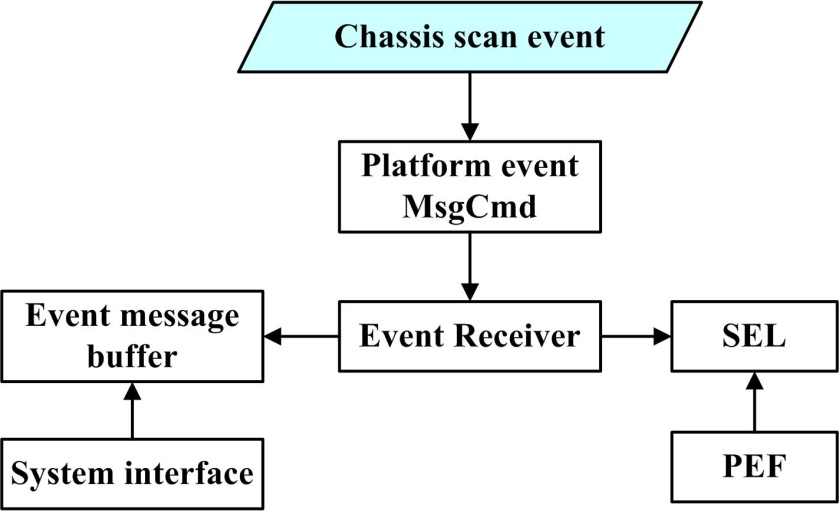 Chassis scan event
Platform event
MsgCmd
Event message
buffer
Event Receiver
SEL
System interface
PEF